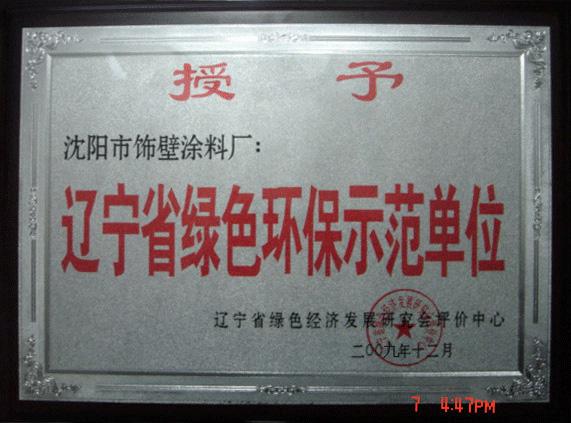 授予
沈阳市饰壁涂料厂:
辽宁省绿色环保示范单位
辽宁省绿色经济发展研究会评价中心
二00九年十二月
7 4:47PM